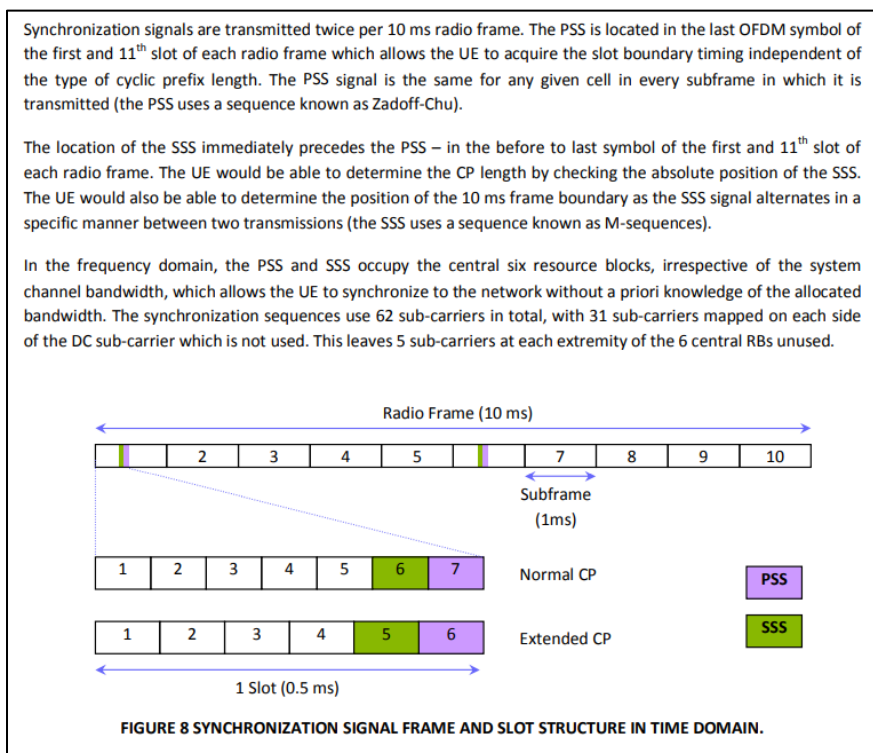 Synchronization signals are transmitted twice per 10 ms radio frame. The PSS is located in the last OFDM symbol of
the first and 11th slot of each radio frame which allows the UE to acquire the slot boundary timing independent of
the type of cyclic prefix length. The PSS signal is the same for any given cell in every subframe in which it is
transmitted (the PSS uses a sequence known as Zadoff-Chu).
The location of the SSS immediately precedes the PSS – in the before to last symbol of the first and 11th slot of
each radio frame. The UE would be able to determine the CP length by checking the absolute position of the SSS.
The UE would also be able to determine the position of the 10 ms frame boundary as the SSS signal alternates in a
specific manner between two transmissions (the SSS uses a sequence known as M-sequences).
In the frequency domain, the PSS and SSS occupy the central six resource blocks, irrespective of the system
channel bandwidth, which allows the UE to synchronize to the network without a priori knowledge of the allocated
bandwidth. The synchronization sequences use 62 sub-carriers in total, with 31 sub-carriers mapped on each side
of the DC sub-carrier which is not used. This leaves 5 sub-carriers at each extremity of the 6 central RBs unused.
Radio Frame (10 ms)
2 3 4 5 7 8 9 10
Subframe
(1ms)
1 2 3 4 5 6 7 Normal CP PSS
1 2 3 4 5 6 Extended CP SSS
1 Slot (0.5 ms)
FIGURE 8 SYNCHRONIZATION SIGNAL FRAME AND SLOT STRUCTURE IN TIME DOMAIN.